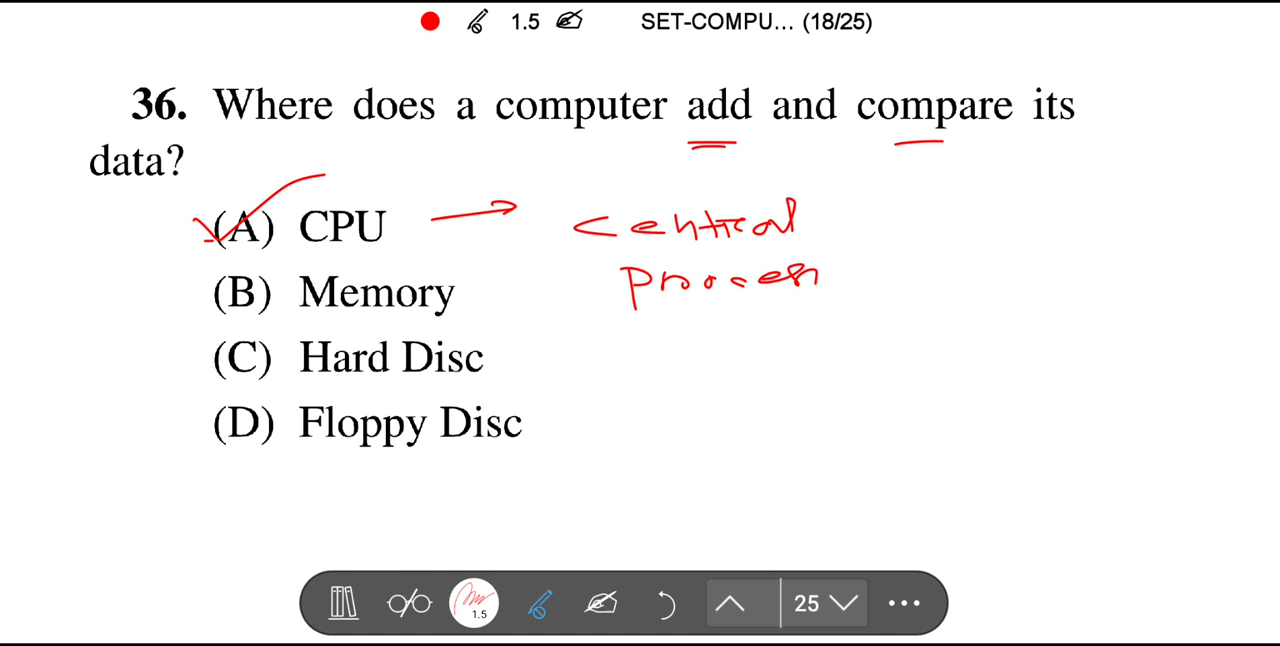 1.5 SET-COMPU... (18/25)
36. Where does a computer add and compare its
data?
(A) CPU
central
(B) Memory
process
(C) Hard Disc
(D) Floppy Disc
1.5
25